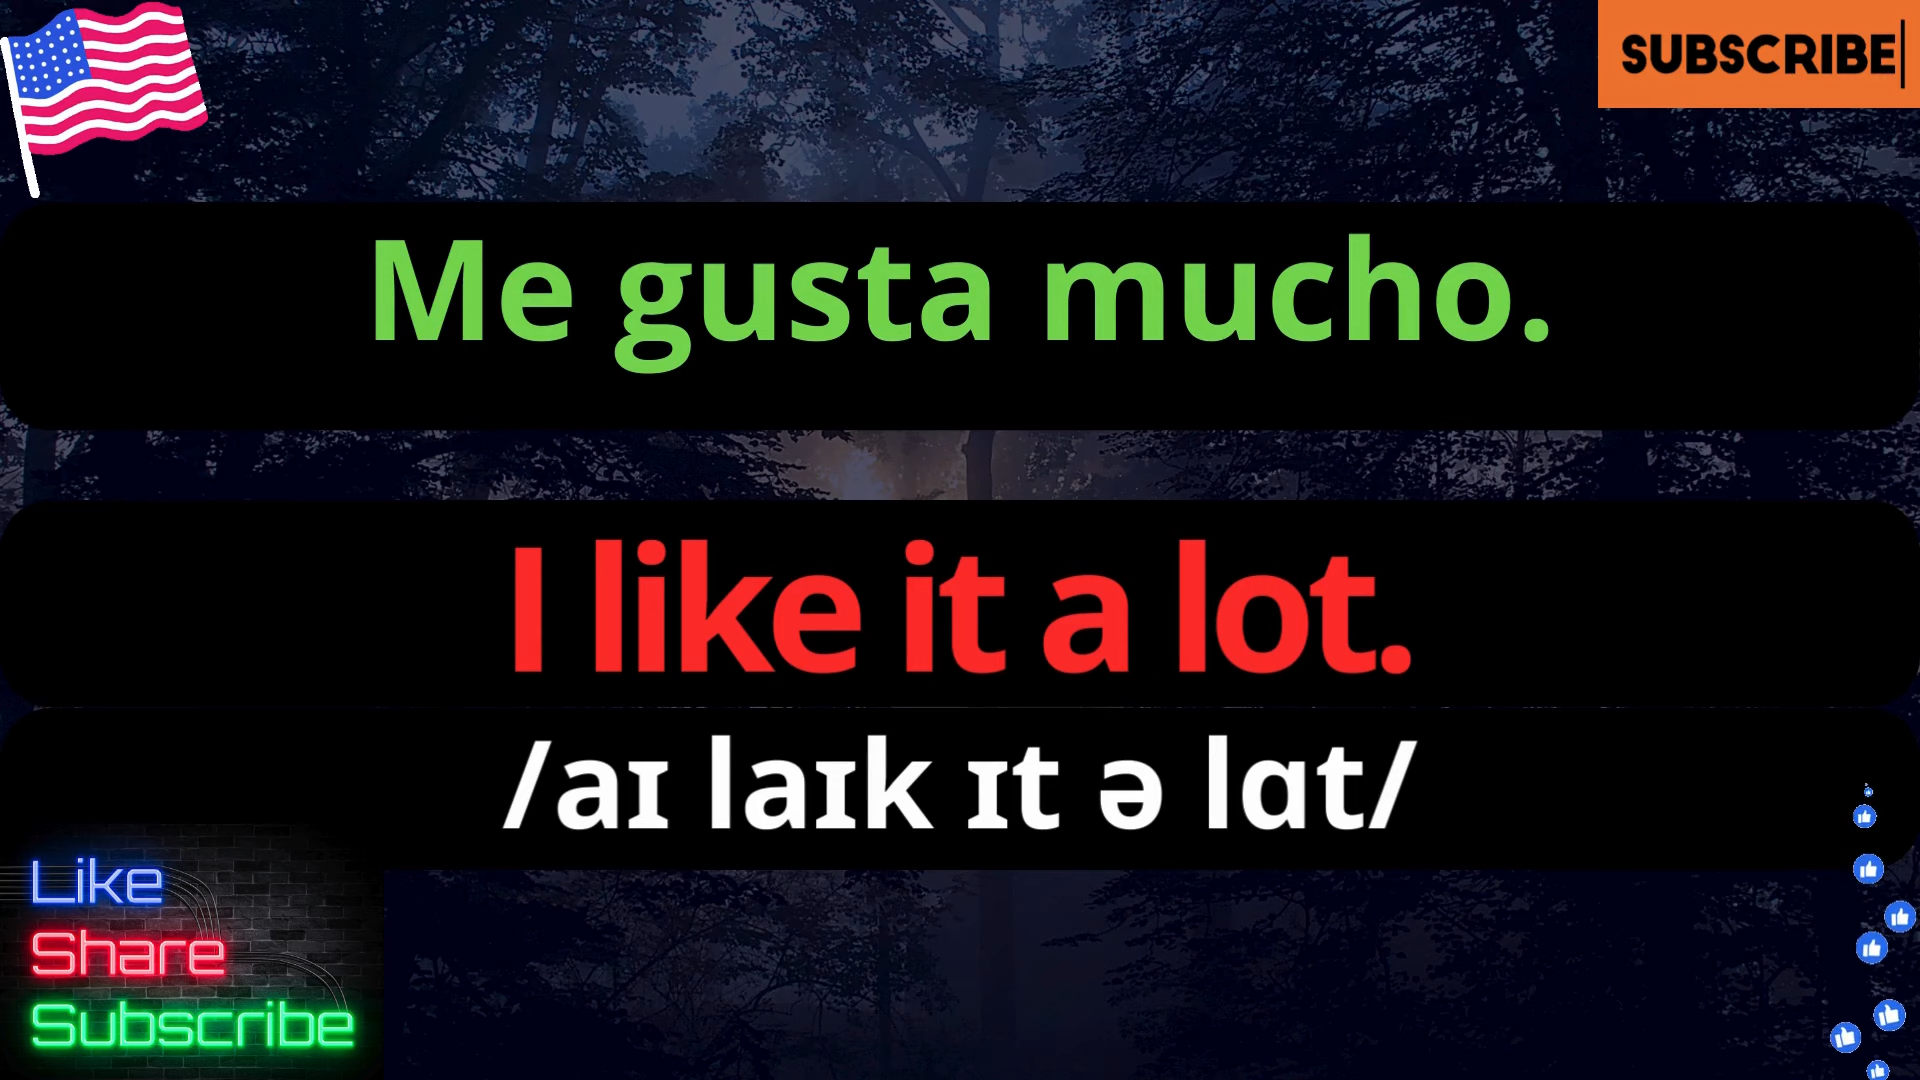 SUBSCRIBE
Me gusta mucho.
I like it a lot.
/aɪ laɪk ɪt ə lɑt/
Like
Share
Subscribe